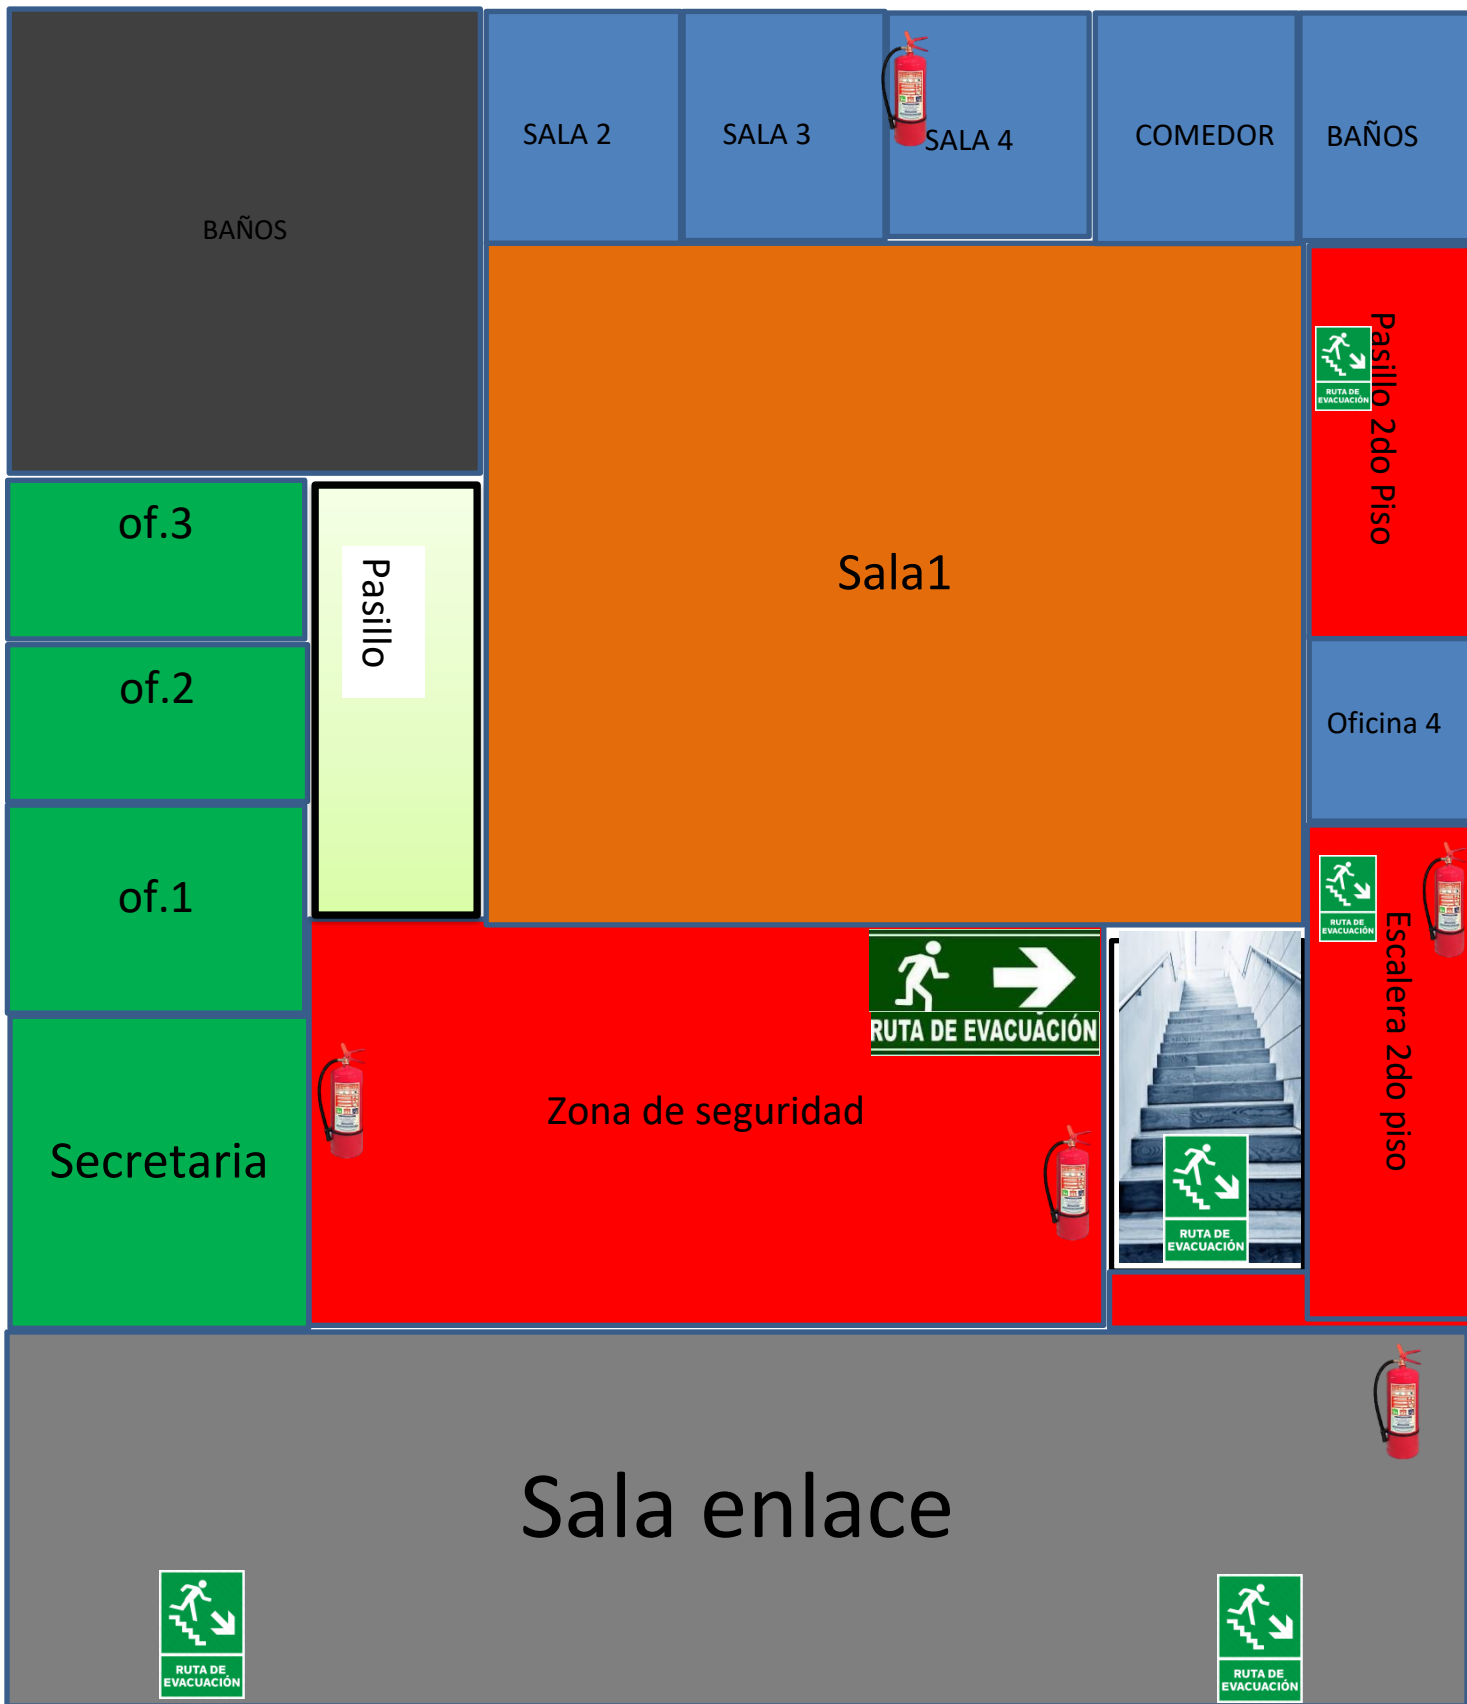 SALA 2
SALA 3
SALA 4
COMEDOR
BAÑOS
BAÑOS
Pasillo 2do Piso
RUTA DE
EVACUACIÓN
of.3
Pasillo
Sala1
of.2
Oficina 4
of.1
RUTA DE
EVACUACIÓN
Escalera 2do piso
RUTA DE EVACUACIÓN
Zona de seguridad
Secretaria
RUTA DE
EVACUACIÓN
Sala enlace
RUTA DE
EVACUACIÓN
RUTA DE
EVACUACIÓN